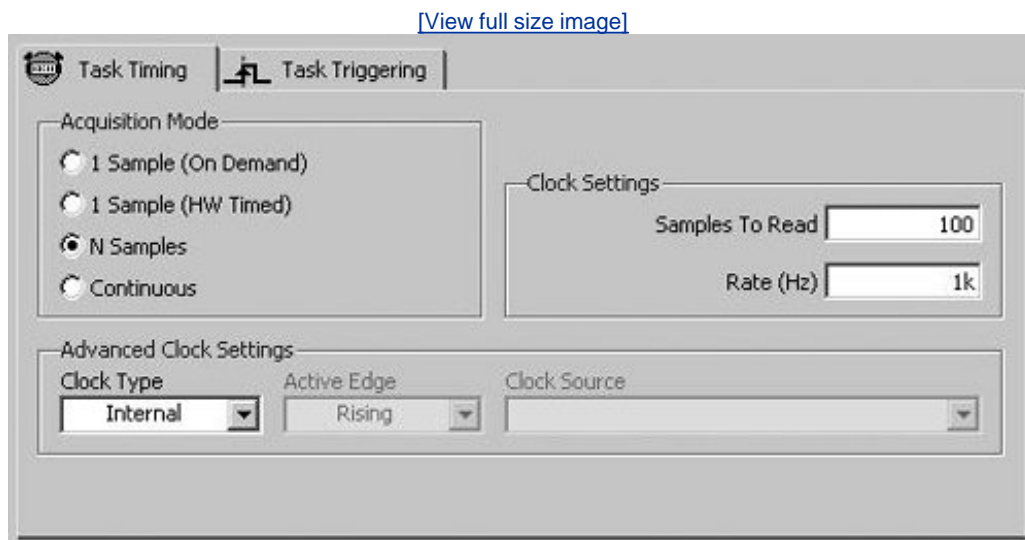 [View full size image]
Task Timing
Task Triggering
Acquisition Mode
1 Sample (On Demand)
1 Sample (HW Timed)
N Samples
Continuous
Clock Settings
Samples To Read 100
Rate (Hz) 1k
Advanced Clock Settings
Clock Type
Internal
Active Edge
Rising
Clock Source